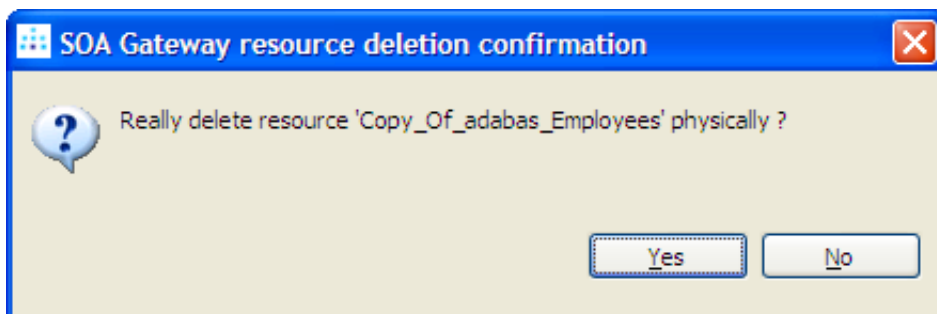 SOA Gateway resource deletion confirmation
Really delete resource 'Copy_Of_adabas_Employees' physically ?
Yes No